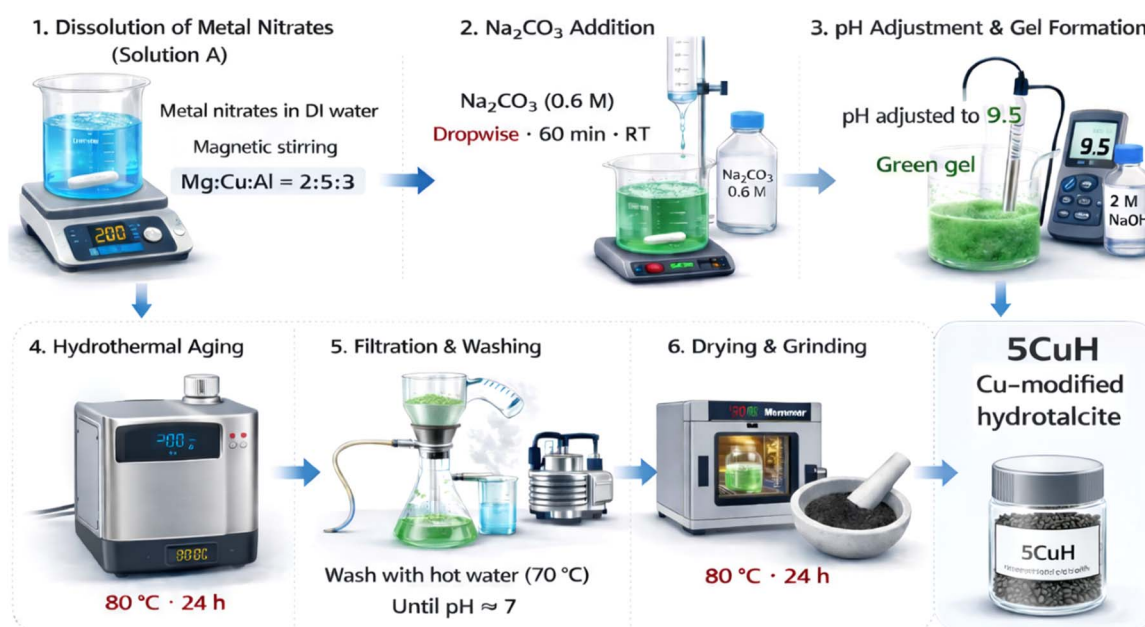 1. Dissolution of Metal Nitrates
(Solution A)
Metal nitrates in DI water
Magnetic stirring
Mg:Cu:Al = 2:5:3
200
2. Na₂CO₃ Addition
Na₂CO₃ (0.6 M)
Dropwise · 60 min · RT
Na₂CO₃
0.6 M
3. pH Adjustment & Gel Formation
pH adjusted to 9.5
Green gel
9.5
2 M
NaOH
4. Hydrothermal Aging
80 °C · 24 h
5. Filtration & Washing
Wash with hot water (70 °C)
Until pH ≈ 7
6. Drying & Grinding
80 °C · 24 h
5CuH
Cu-modified
hydrotalcite
5CuH